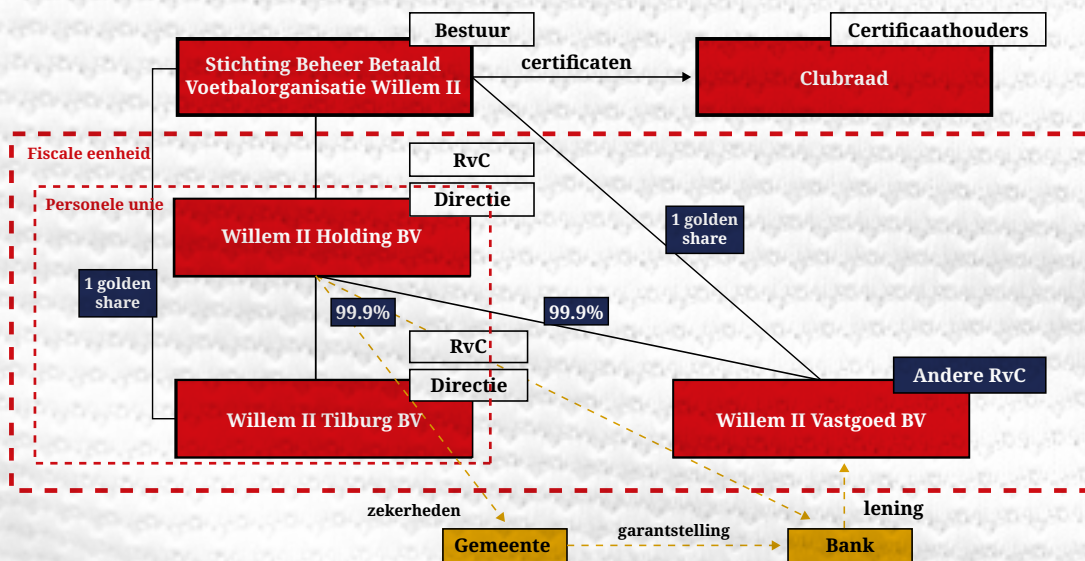 Bestuur
Certificaathouders
Stichting Beheer Betaald
Voetbalorganisatie Willem II
certificaten
Clubraad
Fiscale eenheid
RvC
Personele unie
Directie
Willem II Holding BV
1 golden
share
1 golden
share
99.9%
99.9%
RvC
Directie
Andere RvC
Willem II Tilburg BV
Willem II Vastgoed BV
zekerheden
lening
garantstelling
Gemeente
Bank